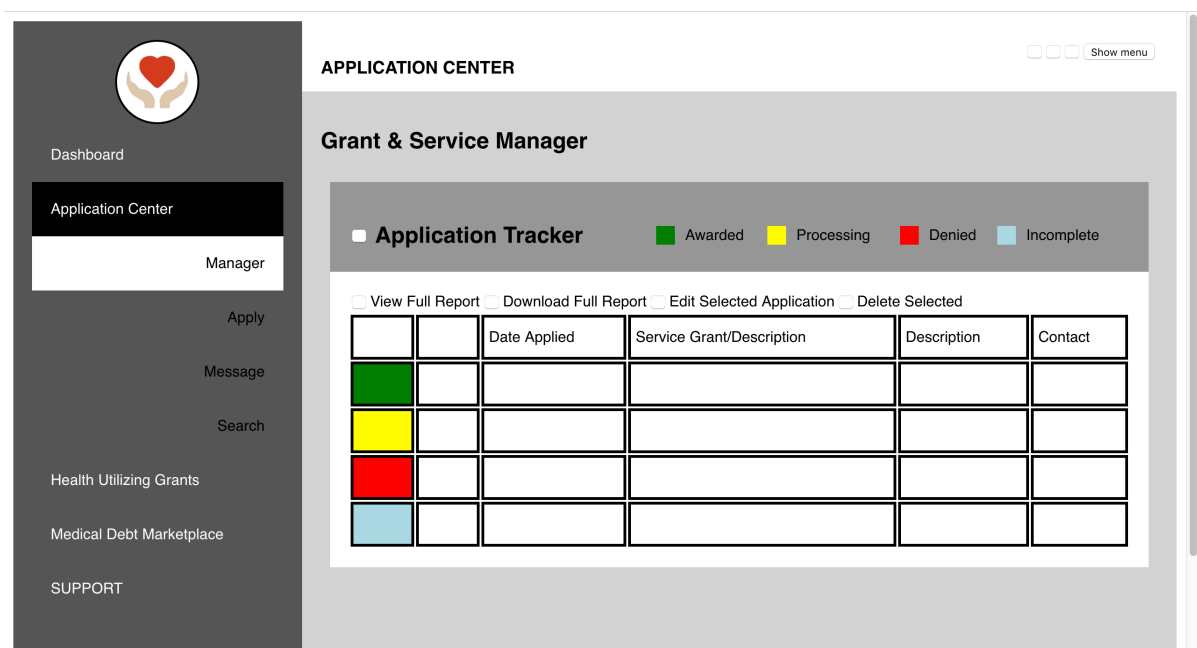 APPLICATION CENTER
Show menu
Dashboard
Application Center
Manager
Apply
Message
Search
Health Utilizing Grants
Medical Debt Marketplace
SUPPORT
Grant & Service Manager
Application Tracker
Awarded
Processing
Denied
Incomplete
View Full Report Download Full Report Edit Selected Application Delete Selected
Date Applied Service Grant/Description Description Contact